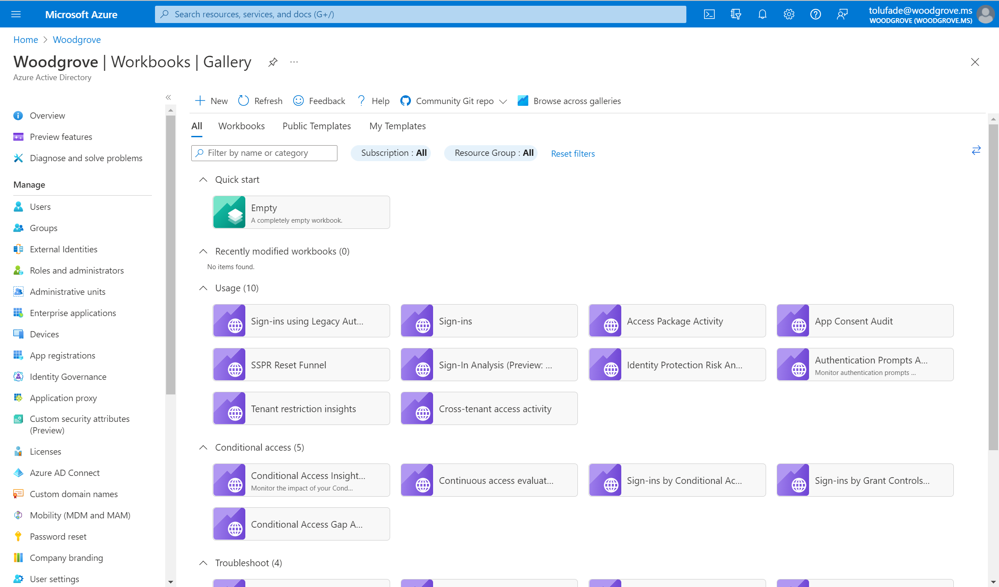 Microsoft Azure
Search resources, services, and docs (G+/)
tolufade@woodgrove.ms
WOODGROVE (WOODGROVE.MS)
Home > Woodgrove
Woodgrove | Workbooks | Gallery
Azure Active Directory
Overview
Preview features
Diagnose and solve problems
Manage
Users
Groups
External Identities
Roles and administrators
Administrative units
Enterprise applications
Devices
App registrations
Identity Governance
Application proxy
Custom security attributes
(Preview)
Licenses
Azure AD Connect
Custom domain names
Mobility (MDM and MAM)
Password reset
Company branding
User settings
New Refresh Feedback Help Community Git repo Browse across galleries
All Workbooks Public Templates My Templates
Filter by name or category Subscription : All Resource Group : All Reset filters
Quick start
Empty
A completely empty workbook.
Recently modified workbooks (0)
No items found.
Usage (10)
Sign-ins using Legacy Aut...
Sign-ins
Access Package Activity
App Consent Audit
SSPR Reset Funnel
Sign-In Analysis (Preview: ...
Identity Protection Risk An...
Authentication Prompts A...
Monitor authentication prompts ...
Tenant restriction insights
Cross-tenant access activity
Conditional access (5)
Conditional Access Insight...
Monitor the impact of your Cond...
Continuous access evaluat...
Sign-ins by Conditional Ac...
Sign-ins by Grant Controls...
Conditional Access Gap A...
Troubleshoot (4)